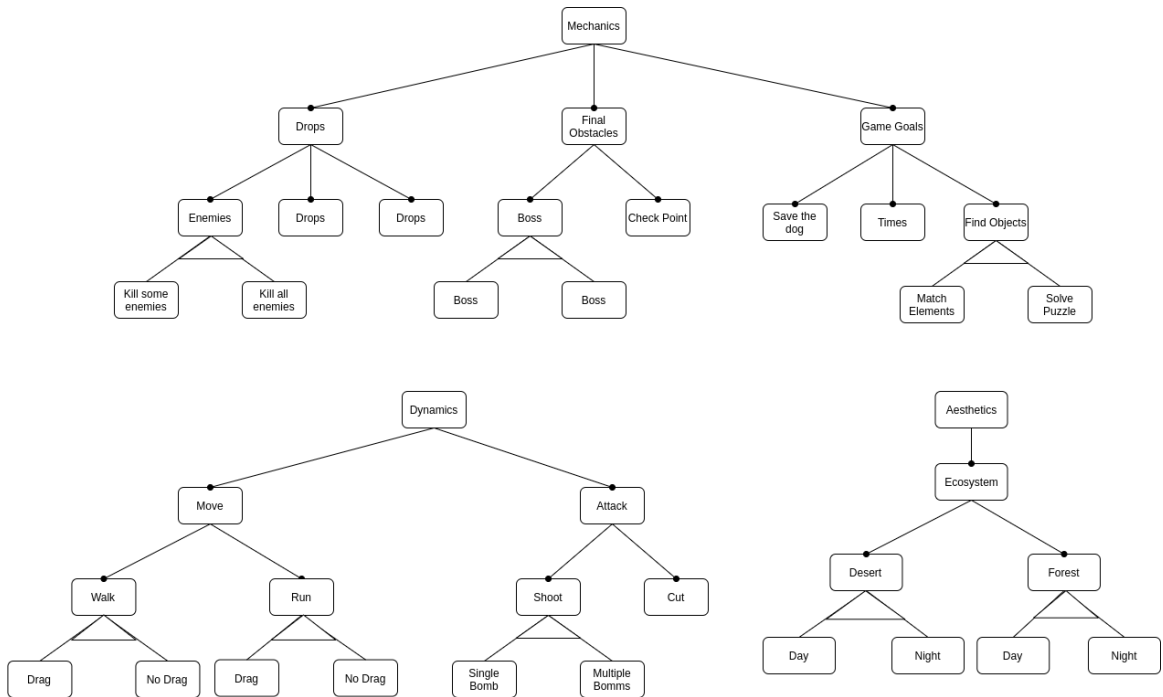 Mechanics
Drops
Final
Obstacles
Game Goals
Enemies
Drops
Drops
Boss
Check Point
Save the
dog
Times
Find Objects
Kill some
enemies
Kill all
enemies
Boss
Boss
Match
Elements
Solve
Puzzle
Dynamics
Aesthetics
Move
Attack
Ecosystem
Walk
Run
Shoot
Cut
Desert
Forest
Drag
No Drag
Drag
No Drag
Single
Bomb
Multiple
Bomms
Day
Night
Day
Night